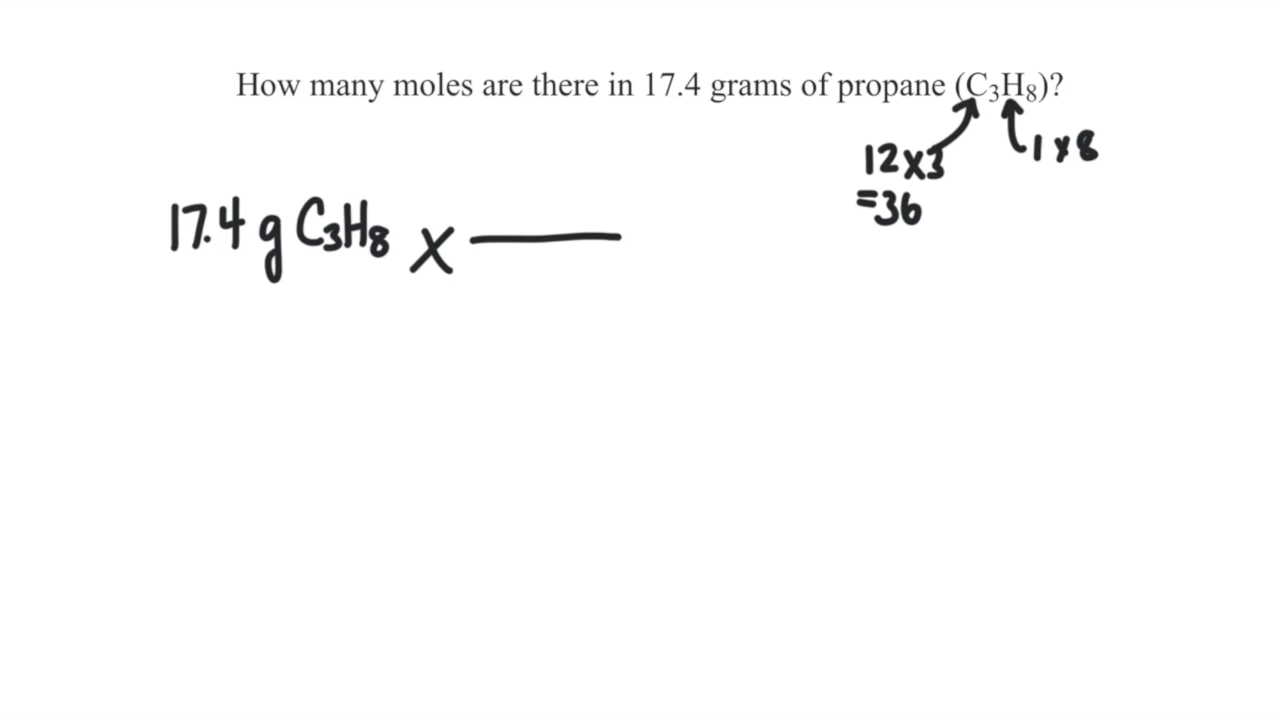 How many moles are there in 17.4 grams of propane (C₃H₈)?
12x3
=36
1x8
17.4 g C₃H₈ x